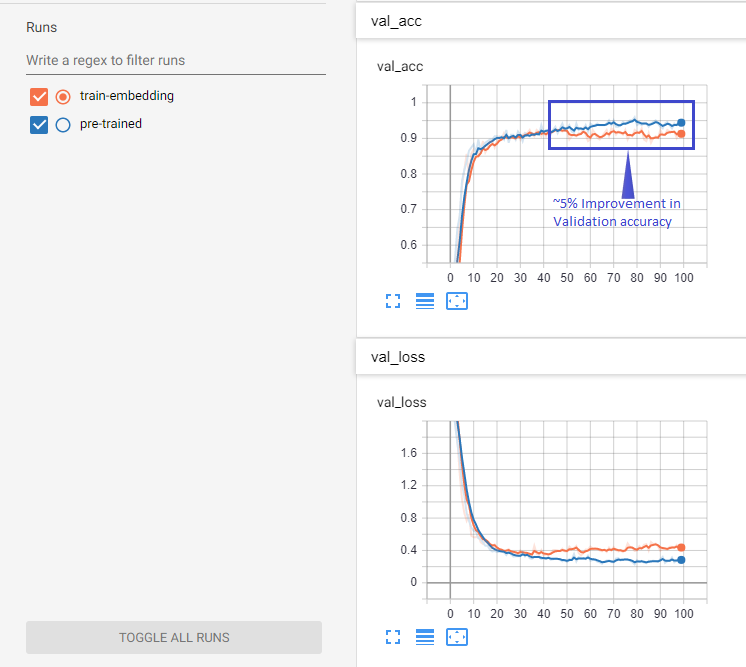 Runs
Write a regex to filter runs
train-embedding
pre-trained
TOGGLE ALL RUNS
val_acc
val_acc
1
0.9
0.8
0.7
0.6
~5% Improvement in
Validation accuracy
0 10 20 30 40 50 60 70 80 90 100
val_loss
val_loss
1.6
1.2
0.8
0.4
0
0 10 20 30 40 50 60 70 80 90 100